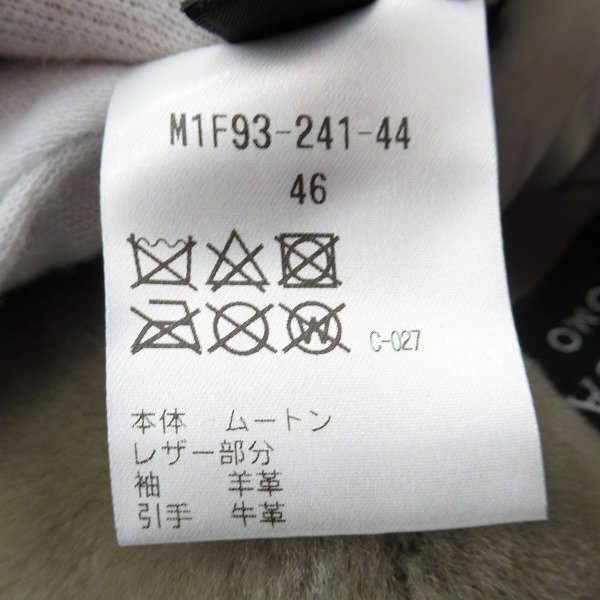 M1F93-241-44
46
W
C-027
本体 ムートン
レザー部分
袖 羊革
引手 牛革